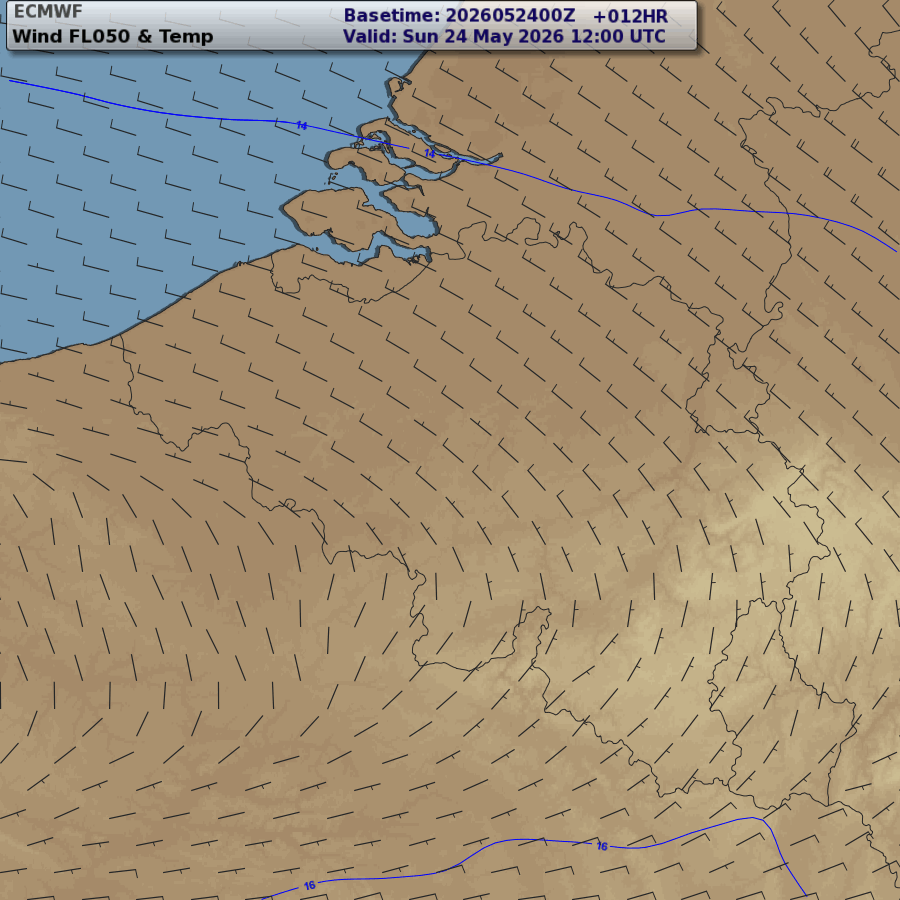 ECMWF
Basetime: 2026052400Z +012HR
Wind FL050 & Temp
Valid: Sun 24 May 2026 12:00 UTC
14
14
16
16